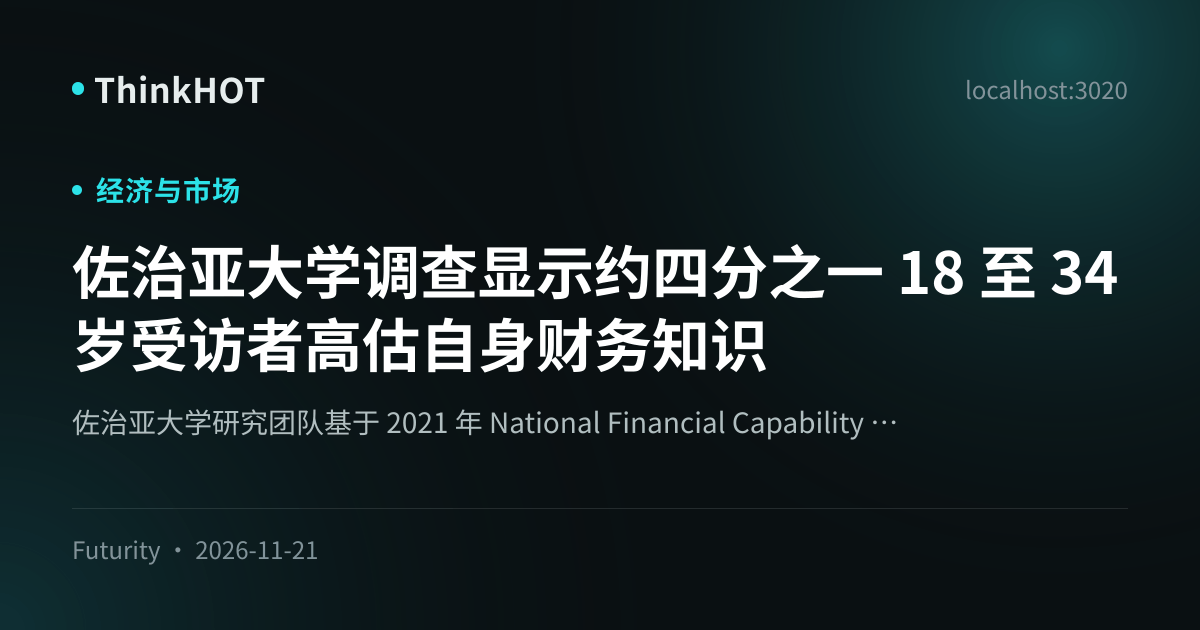 ThinkHOT
localhost:3020
经济与市场
佐治亚大学调查显示约四分之一 18 至 34
岁受访者高估自身财务知识
佐治亚大学研究团队基于 2021 年 National Financial Capability …
Futurity · 2026-11-21